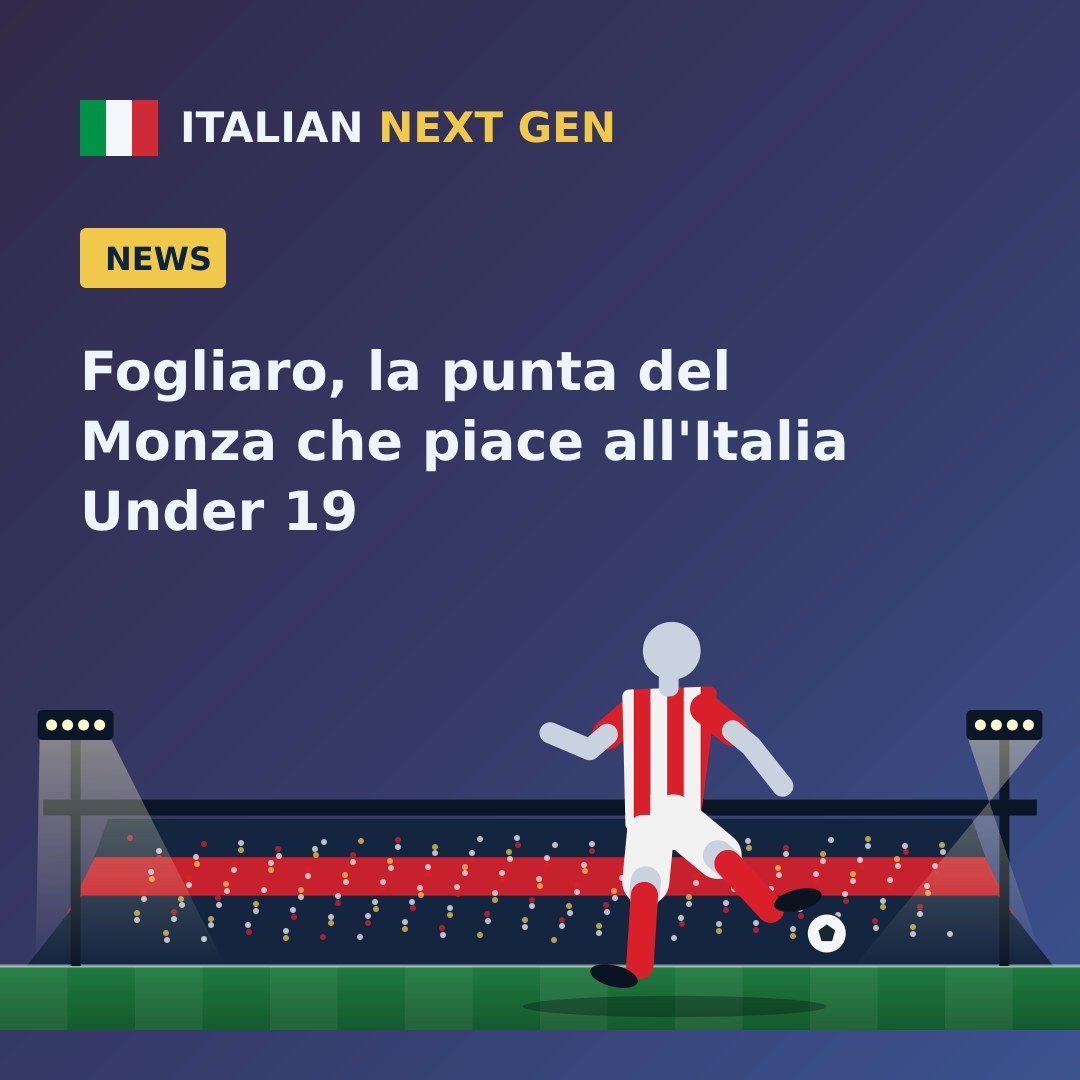 ITALIAN NEXT GEN
NEWS
Fogliaro, la punta del
Monza che piace all'Italia
Under 19